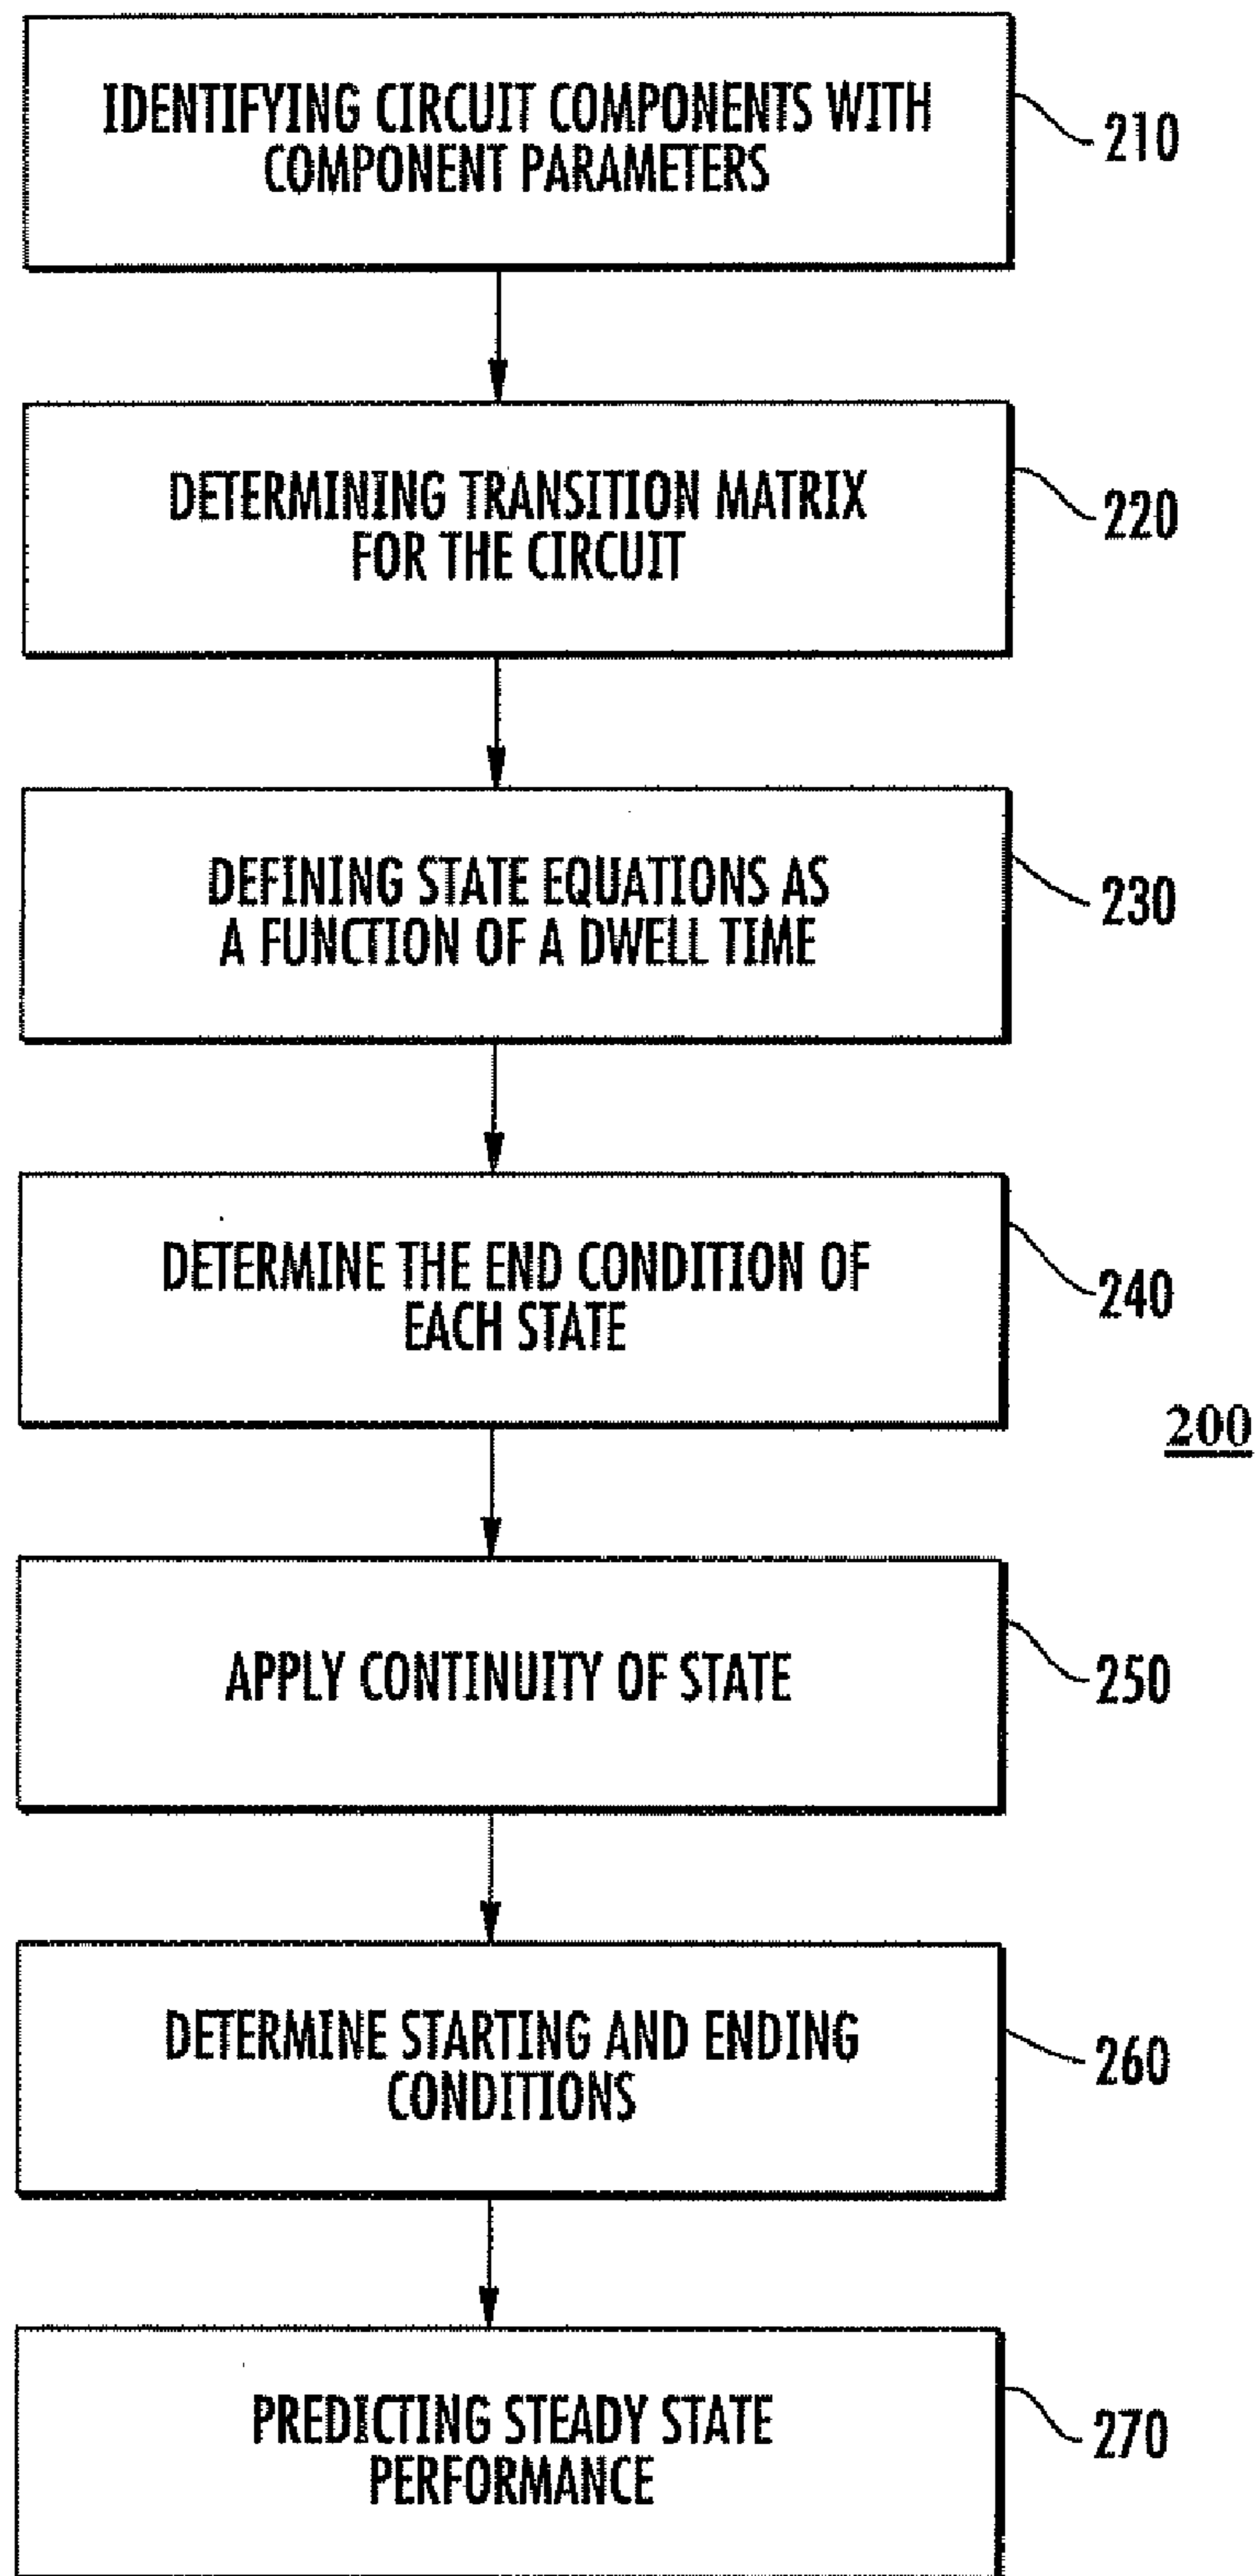 IDENTIFYING CIRCUIT COMPONENTS WITH
COMPONENT PARAMETERS
210
DETERMINING TRANSITION MATRIX
FOR THE CIRCUIT
220
DEFINING STATE EQUATIONS AS
A FUNCTION OF A DWELL TIME
230
DETERMINE THE END CONDITION OF
EACH STATE
240
200
APPLY CONTINUITY OF STATE
250
DETERMINE STARTING AND ENDING
CONDITIONS
260
PREDICTING STEADY STATE
PERFORMANCE
270